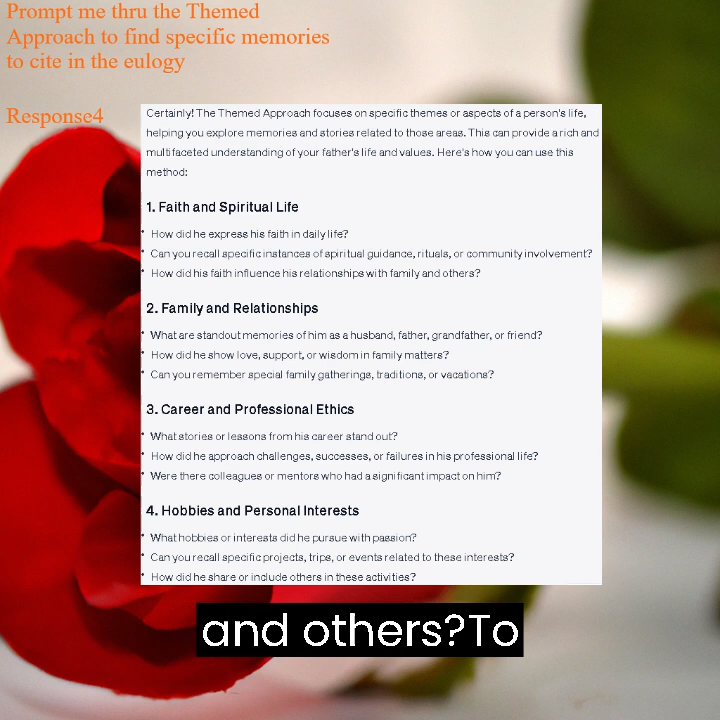 Prompt me thru the Themed
Approach to find specific memories
to cite in the eulogy
Response4
Certainly! The Themed Approach focuses on specific themes or aspects of a person's life,
helping you explore memories and stories related to those areas. This can provide a rich and
multifaceted understanding of your father's life and values. Here's how you can use this
method:
1. Faith and Spiritual Life
• How did he express his faith in daily life?
• Can you recall specific instances of spiritual guidance, rituals, or community involvement?
• How did his faith influence his relationships with family and others?
2. Family and Relationships
• What are standout memories of him as a husband, father, grandfather, or friend?
• How did he show love, support, or wisdom in family matters?
• Can you remember special family gatherings, traditions, or vacations?
3. Career and Professional Ethics
• What stories or lessons from his career stand out?
• How did he approach challenges, successes, or failures in his professional life?
• Were there colleagues or mentors who had a significant impact on him?
4. Hobbies and Personal Interests
• What hobbies or interests did he pursue with passion?
• Can you recall specific projects, trips, or events related to these interests?
• How did he share or include others in these activities?
and others?To